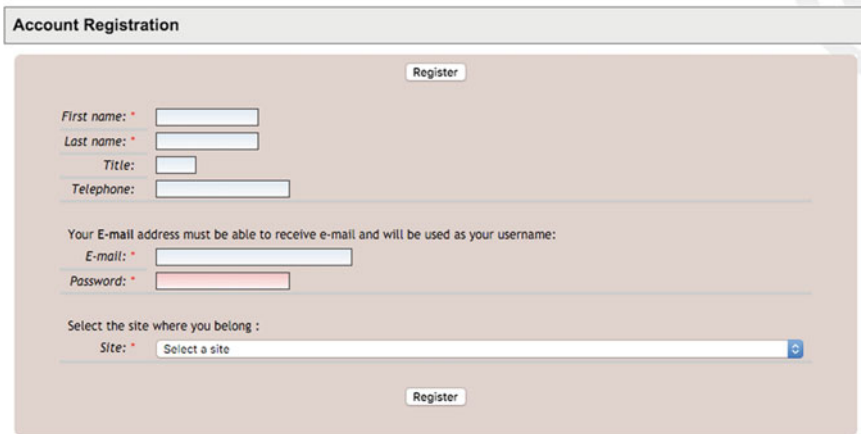 Account Registration
Register
First name: *
Last name: *
Title:
Telephone:
Your E-mail address must be able to receive e-mail and will be used as your username:
E-mail: *
Password: *
Select the site where you belong :
Site: * Select a site
Register